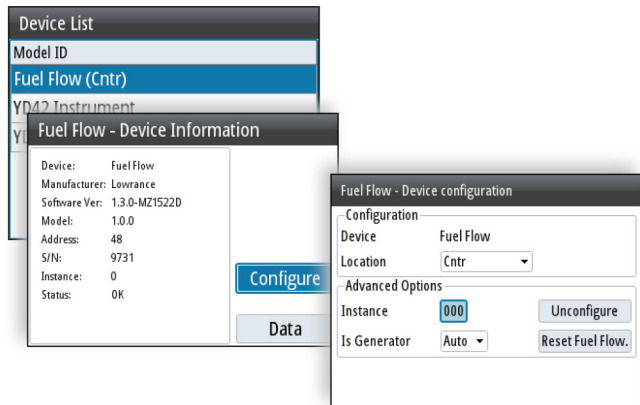 Device List
Model ID
Fuel Flow (Cntr)
YD42 Instrument
Fuel Flow - Device Information
Device: Fuel Flow
Manufacturer: Lowrance
Software Ver: 1.3.0-MZ1522D
Model: 1.0.0
Address: 48
S/N: 9731
Instance: 0
Status: OK
Configure
Data
Fuel Flow - Device configuration
Configuration
Device Fuel Flow
Location Cntr
Advanced Options
Instance 000 Unconfigure
Is Generator Auto Reset Fuel Flow.